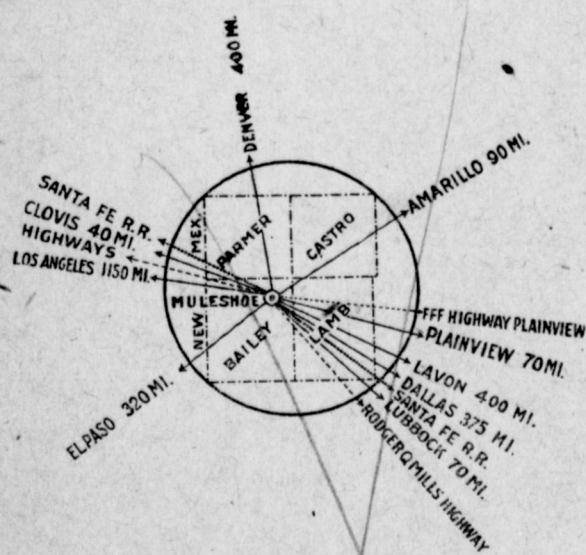 DENVER 400 MI.
AMARILLO 90 MI.
SANTA FE R.R.
CLOVIS 40 MI.
HIGHWAYS
LOS ANGELES 1150 MI.
NEW MEX.
PARMER
CASTRO
MULESHOE
BAILEY
LAMB
FFF HIGHWAY PLAINVIEW
PLAINVIEW 70 MI.
LAVON 400 MI.
DALLAS 375 MI.
SANTA FE R.R.
LUBBOCK 70 MI.
RODGER Q MILLS HIGHWAY
ELPASO 320 MI.